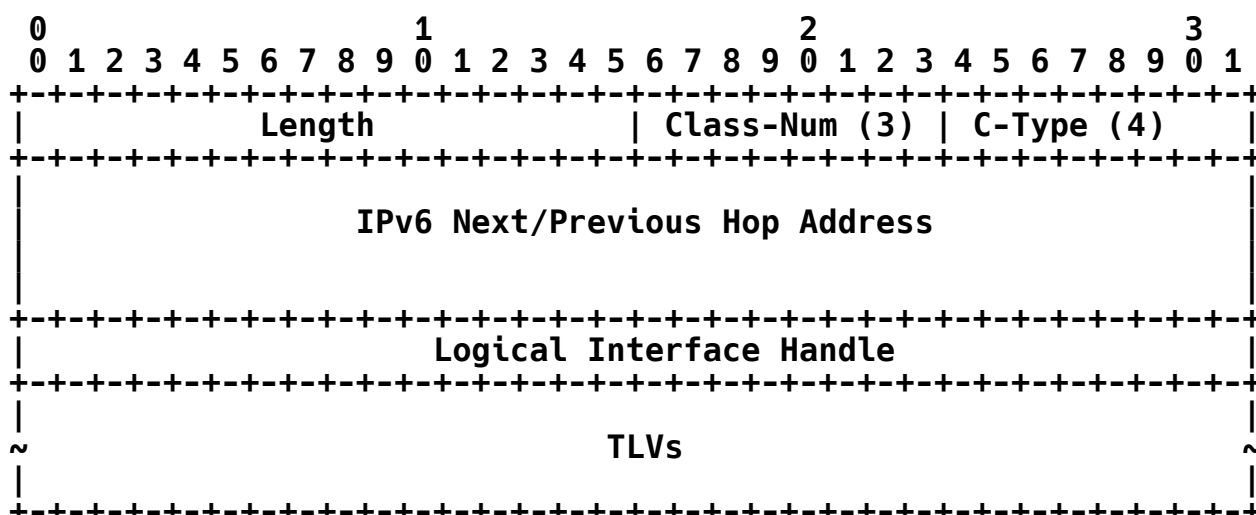 0                   1                   2                   3
 0 1 2 3 4 5 6 7 8 9 0 1 2 3 4 5 6 7 8 9 0 1 2 3 4 5 6 7 8 9 0 1
+-+-+-+-+-+-+-+-+-+-+-+-+-+-+-+-+-+-+-+-+-+-+-+-+-+-+-+-+-+-+-+-+
|            Length             | Class-Num (3) | C-Type (4)    |
+-+-+-+-+-+-+-+-+-+-+-+-+-+-+-+-+-+-+-+-+-+-+-+-+-+-+-+-+-+-+-+-+
|                                                               |
|                 IPv6 Next/Previous Hop Address                |
|                                                               |
|                                                               |
+-+-+-+-+-+-+-+-+-+-+-+-+-+-+-+-+-+-+-+-+-+-+-+-+-+-+-+-+-+-+-+-+
|                     Logical Interface Handle                  |
+-+-+-+-+-+-+-+-+-+-+-+-+-+-+-+-+-+-+-+-+-+-+-+-+-+-+-+-+-+-+-+-+
|                                                               |
~                              TLVs                             ~
|                                                               |
+-+-+-+-+-+-+-+-+-+-+-+-+-+-+-+-+-+-+-+-+-+-+-+-+-+-+-+-+-+-+-+-+